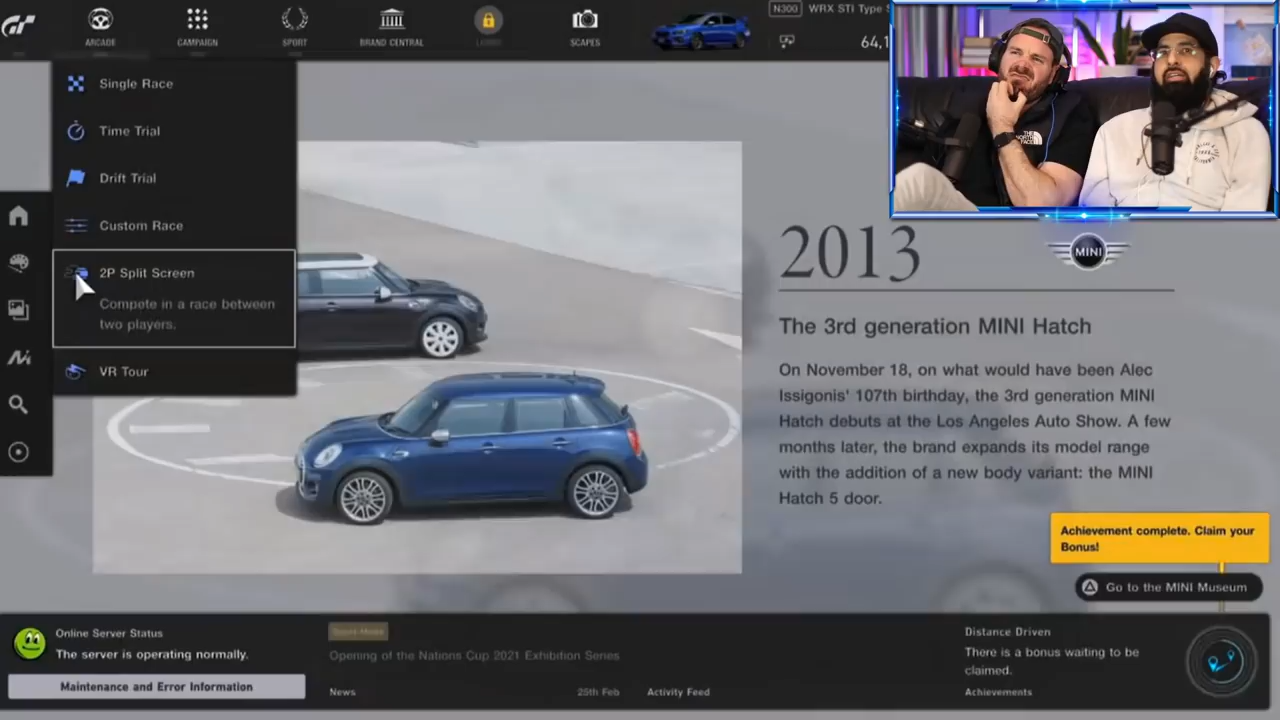 ARCADE
CAMPAIGN
SPORT
BRAND CENTRAL
SCAPES
N300 WRX STI Type S
64,1
Single Race
Time Trial
Drift Trial
Custom Race
2P Split Screen
Compete in a race between
two players.
VR Tour
THE
NORTH
FACE
2013
MINI
The 3rd generation MINI Hatch
On November 18, on what would have been Alec
Issigonis' 107th birthday, the 3rd generation MINI
Hatch debuts at the Los Angeles Auto Show. A few
months later, the brand expands its model range
with the addition of a new body variant: the MINI
Hatch 5 door.
Achievement complete. Claim your
Bonus!
Go to the MINI Museum
Online Server Status
The server is operating normally.
Maintenance and Error Information
Opening of the Nations Cup 2021 Exhibition Series
News
25th Feb
Activity Feed
Distance Driven
There is a bonus waiting to be
claimed.
Achievements